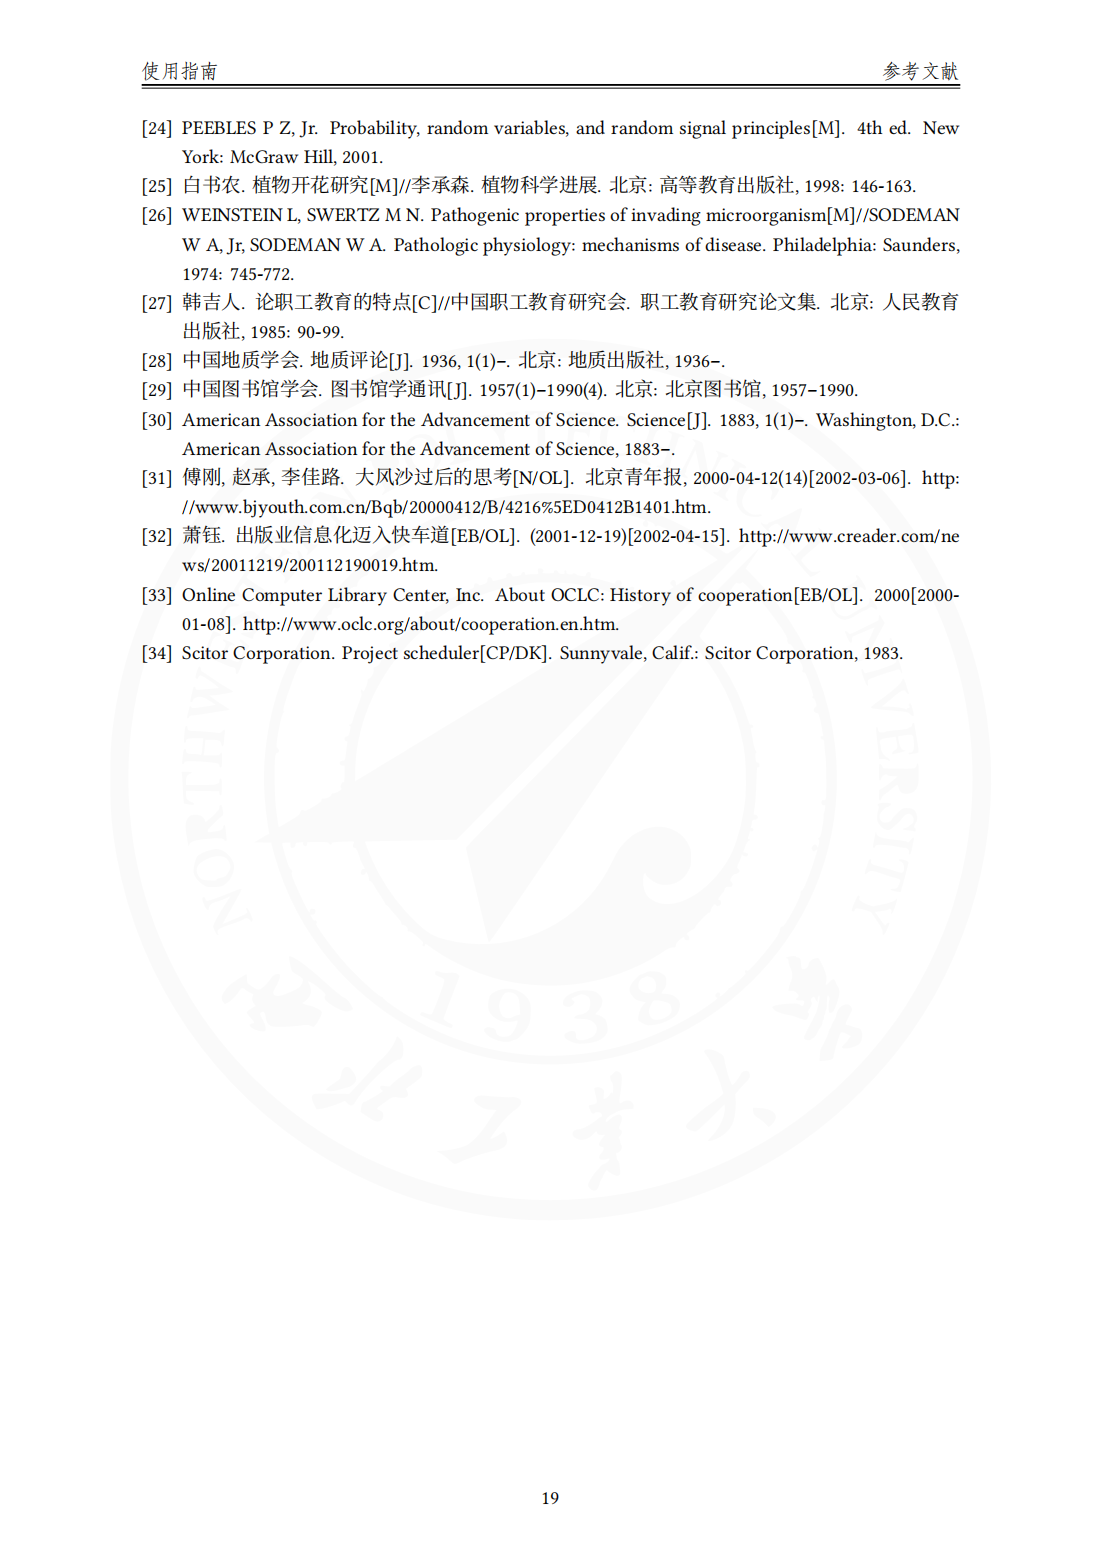 使用指南 参考文献
[24] PEEBLES P Z, Jr. Probability, random variables, and random signal principles[M]. 4th ed. New
York: McGraw Hill, 2001.
[25] 白书农. 植物开花研究[M]//李承森. 植物科学进展. 北京: 高等教育出版社, 1998: 146-163.
[26] WEINSTEIN L, SWERTZ M N. Pathogenic properties of invading microorganism[M]//SODEMAN
W A, Jr, SODEMAN W A. Pathologic physiology: mechanisms of disease. Philadelphia: Saunders,
1974: 745-772.
[27] 韩吉人. 论职工教育的特点[C]//中国职工教育研究会. 职工教育研究论文集. 北京: 人民教育
出版社, 1985: 90-99.
[28] 中国地质学会. 地质评论[J]. 1936, 1(1)–. 北京: 地质出版社, 1936–.
[29] 中国图书馆学会. 图书馆学通讯[J]. 1957(1)–1990(4). 北京: 北京图书馆, 1957–1990.
[30] American Association for the Advancement of Science. Science[J]. 1883, 1(1)–. Washington, D.C.:
American Association for the Advancement of Science, 1883–.
[31] 傅刚, 赵承, 李佳路. 大风沙过后的思考[N/OL]. 北京青年报, 2000-04-12(14)[2002-03-06]. http:
//www.bjyouth.com.cn/Bqb/20000412/B/4216%5ED0412B1401.htm.
[32] 萧钰. 出版业信息化迈入快车道[EB/OL]. (2001-12-19)[2002-04-15]. http://www.creader.com/ne
ws/20011219/200112190019.htm.
[33] Online Computer Library Center, Inc. About OCLC: History of cooperation[EB/OL]. 2000[2000-
01-08]. http://www.oclc.org/about/cooperation.en.htm.
[34] Scitor Corporation. Project scheduler[CP/DK]. Sunnyvale, Calif.: Scitor Corporation, 1983.
1938
西北工业大学
19